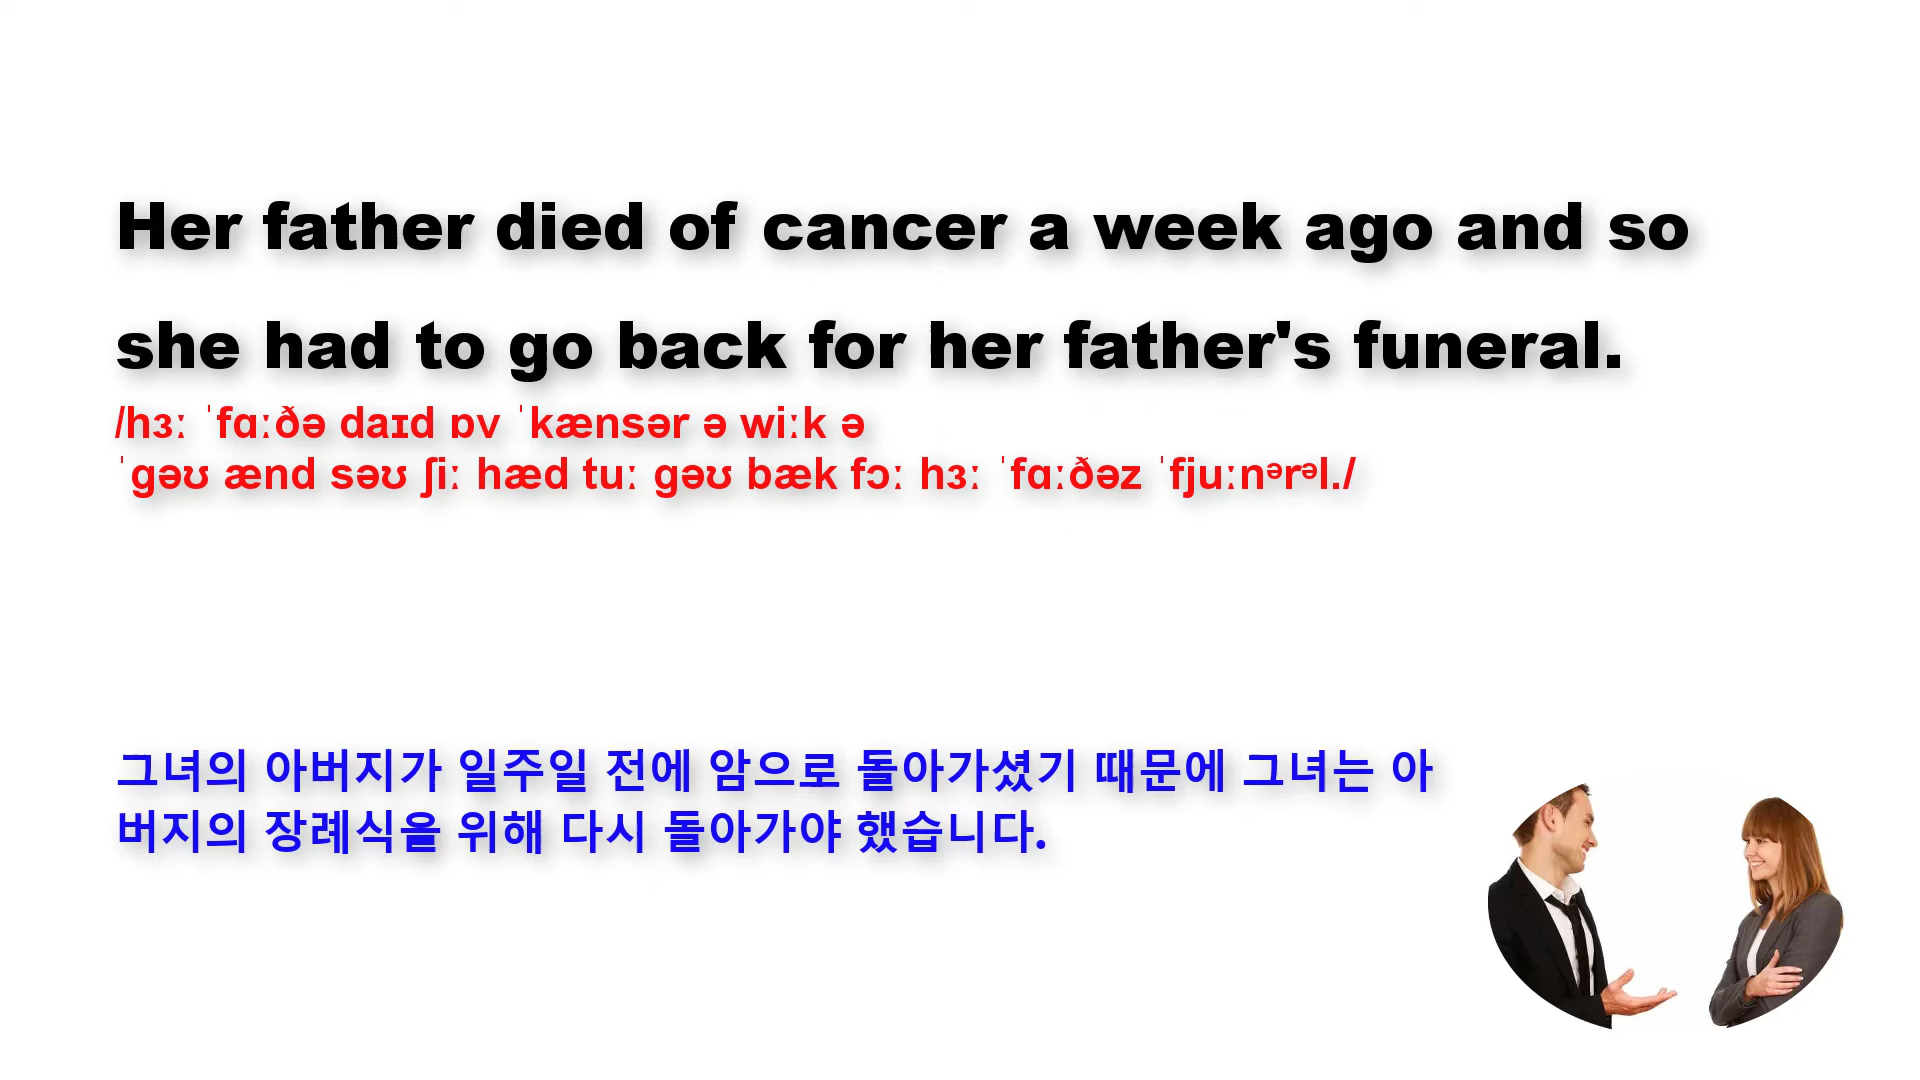 Her father died of cancer a week ago and so
she had to go back for her father's funeral.
/hɜː ˈfɑːðə daɪd ɒv ˈkænsər ə wiːk ə
ˈgəʊ ænd səʊ ʃiː hæd tuː gəʊ bæk fɔː hɜː ˈfɑːðəz ˈfjuːnᵊrᵊl./
그녀의 아버지가 일주일 전에 암으로 돌아가셨기 때문에 그녀는 아
버지의 장례식을 위해 다시 돌아가야 했습니다.